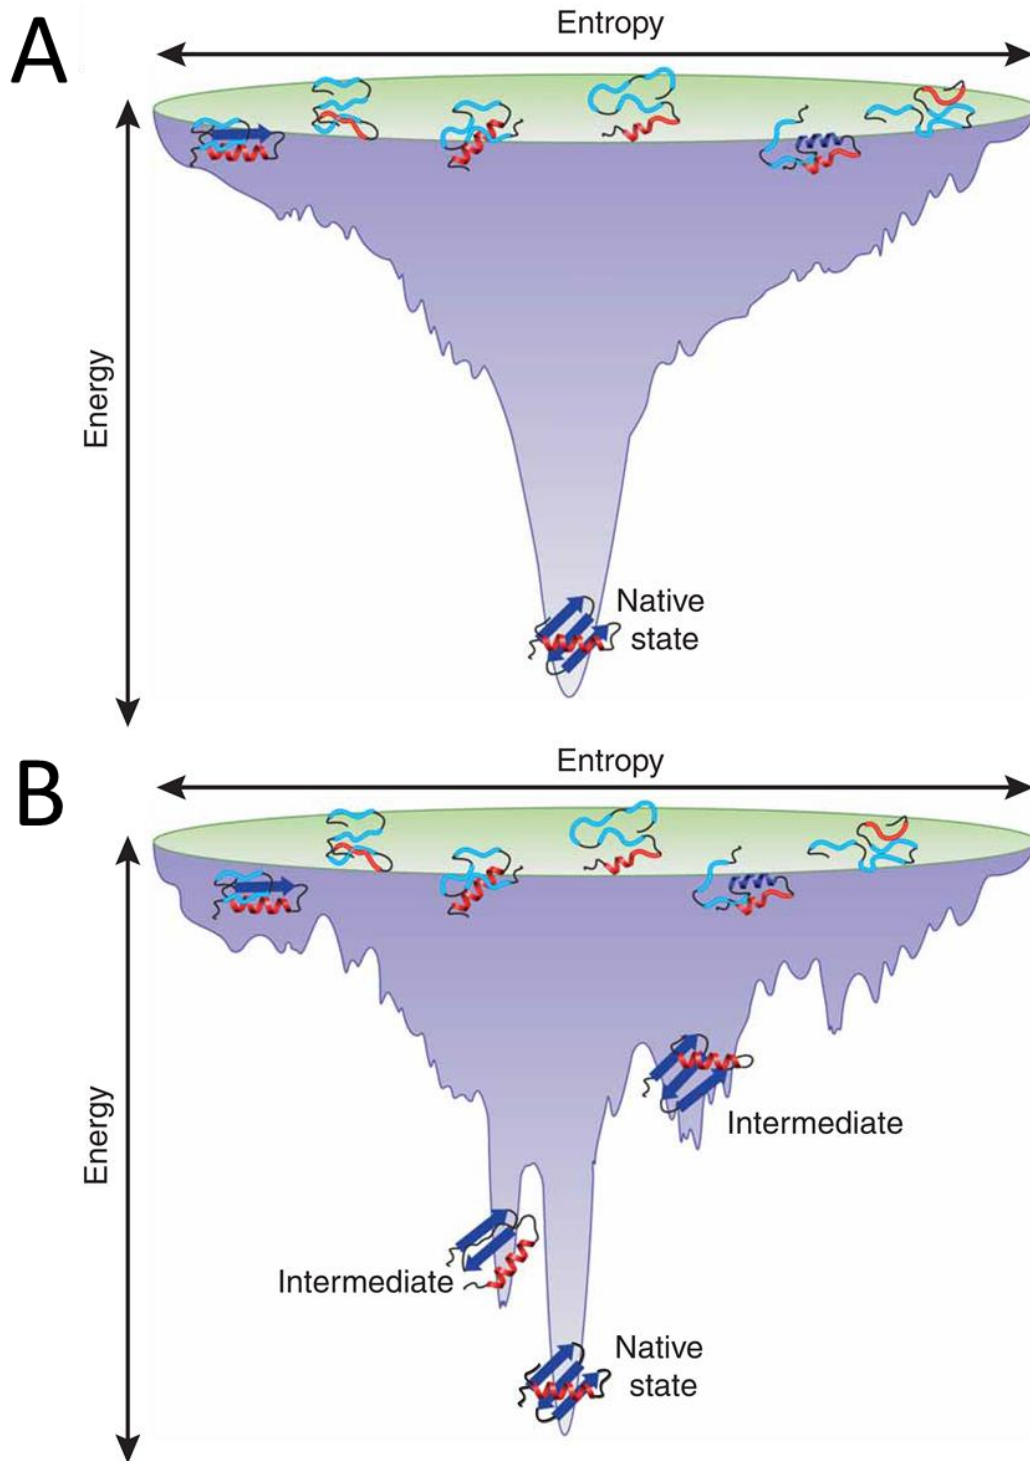 A
Entropy
Energy
Native
state
B
Entropy
Energy
Intermediate
Intermediate
Native
state